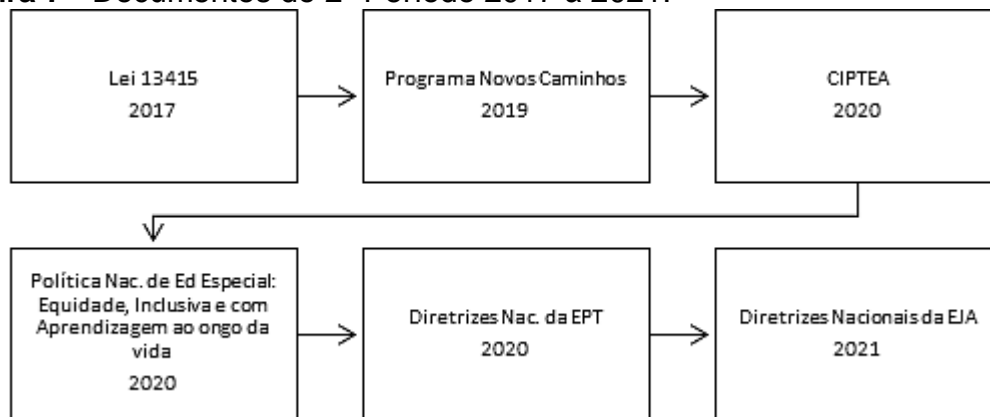 Documentos do 2º Período 2017 a 2021.
Lei 13415
2017
Programa Novos Caminhos
2019
CIPTEA
2020
Política Nac. de Ed Especial:
Equidade, Inclusiva e com
Aprendizagem ao ongo da
vida
2020
Diretrizes Nac. da EPT
2020
Diretrizes Nacionais da EJA
2021